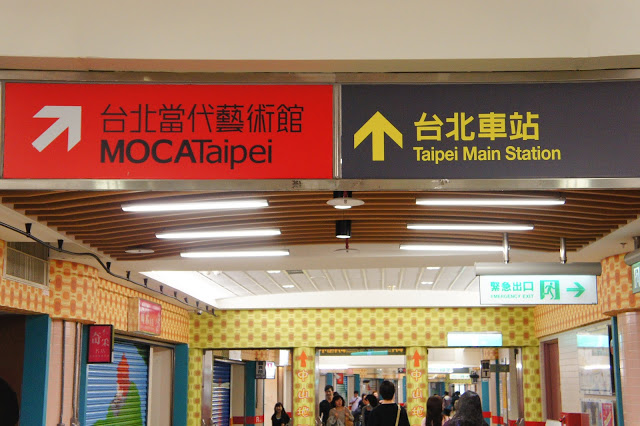 台北當代藝術館
MOCATaipei
台北車站
Taipei Main Station
緊急出口
EMERGENCY EXIT